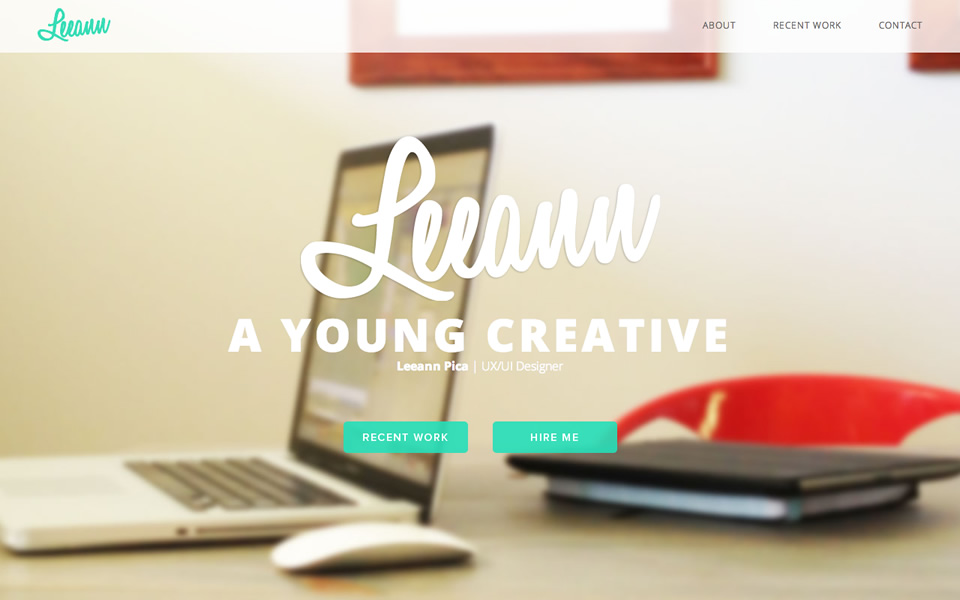 Leeann
ABOUT RECENT WORK CONTACT
Leeann
A YOUNG CREATIVE
Leeann Pica | UX/UI Designer
RECENT WORK HIRE ME